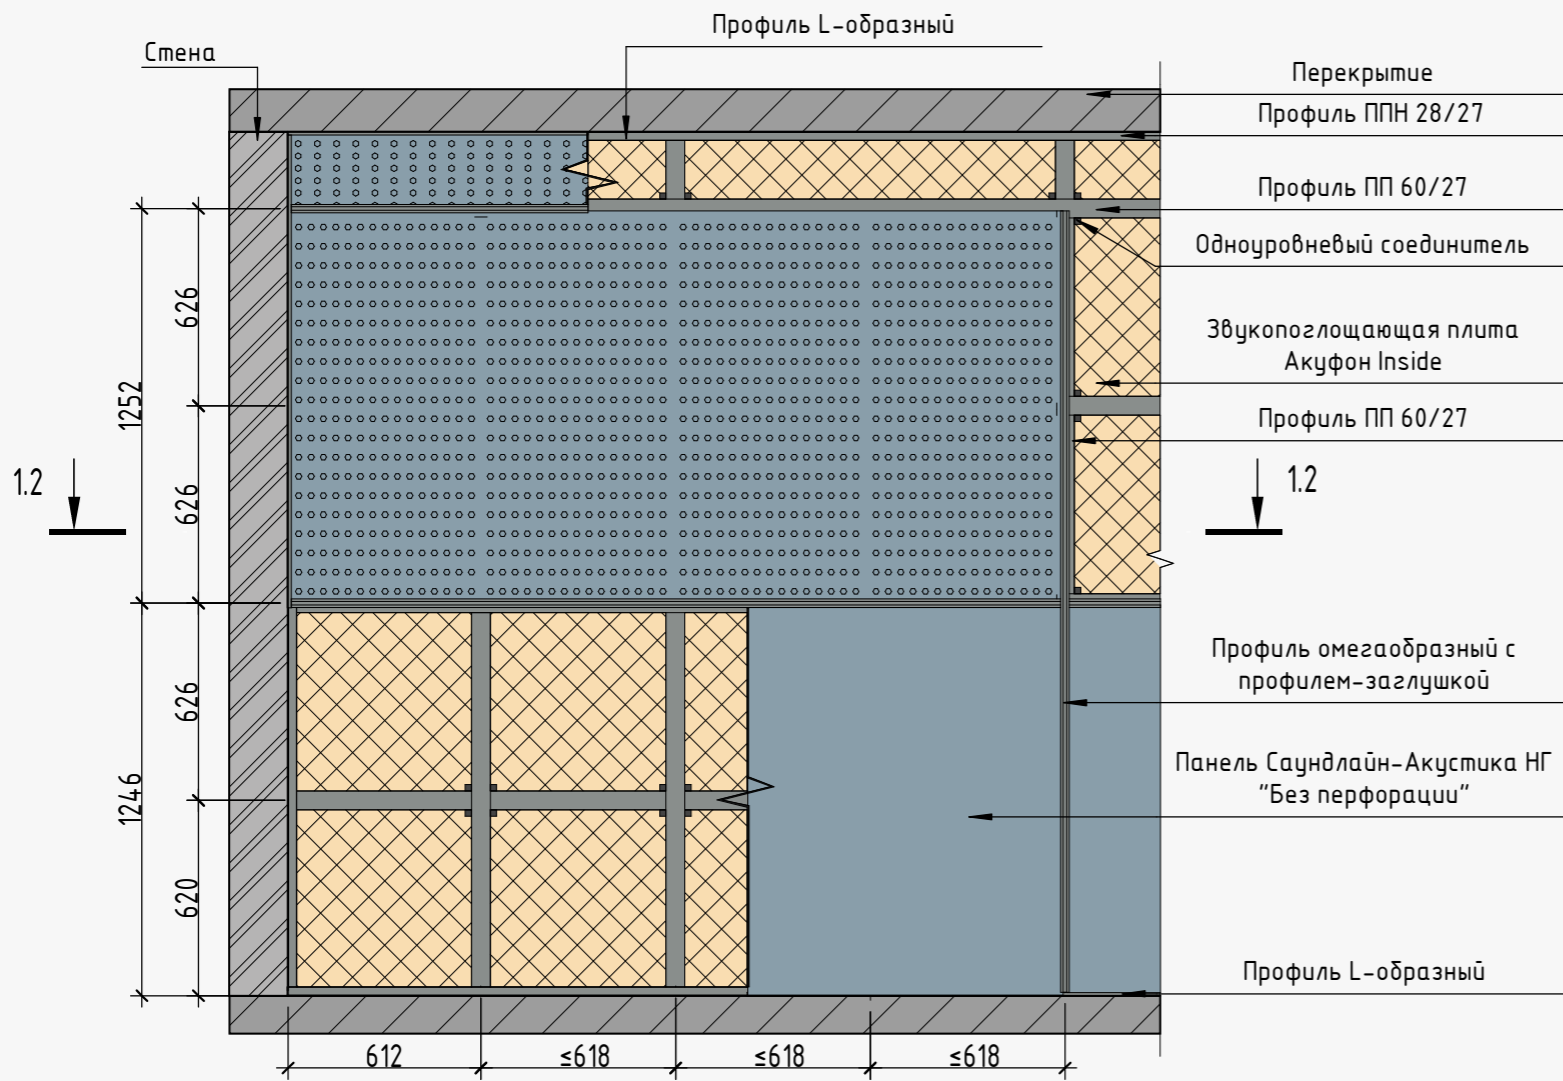 Профиль L-образный
Стена
Перекрытие
Профиль ППН 28/27
Профиль ПП 60/27
Одноуровневый соединитель
Звукопоглощающая плита
Акуфон Inside
Профиль ПП 60/27
1.2
1.2
Профиль омегаобразный с
профилем-заглушкой
Панель Саундлайн-Акустика НГ
"Без перфорации"
Профиль L-образный
626
1252
626
626
1246
620
612
≤618
≤618
≤618